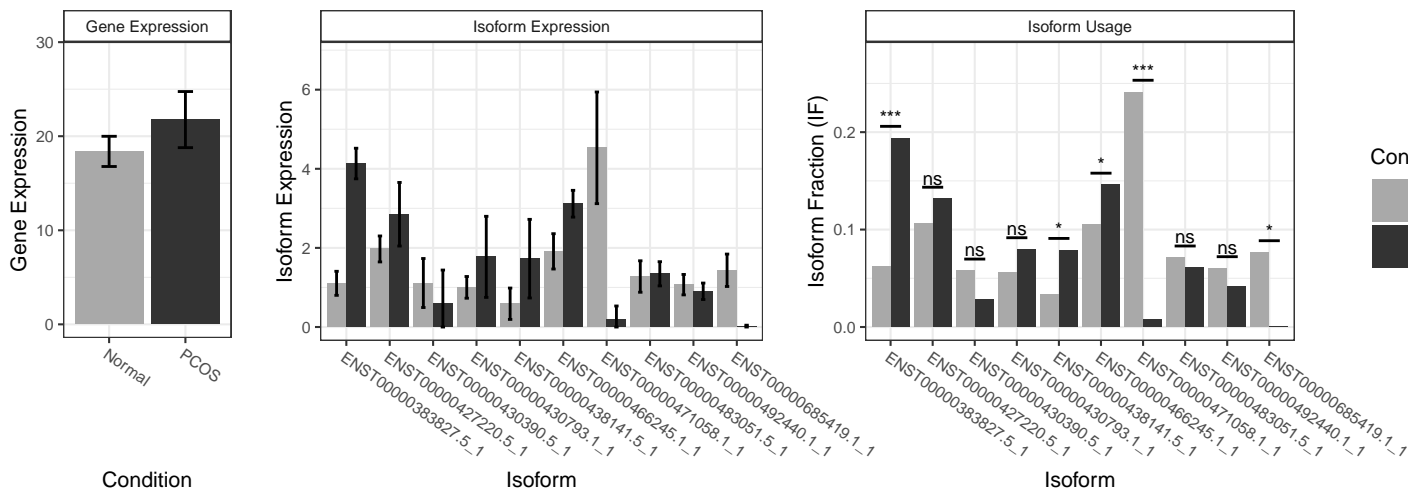 Gene Expression
Gene Expression
30
20
10
0
Normal
PCOS
Condition
Isoform Expression
Isoform Expression
6
4
2
0
ENST00000383827.5_1
ENST00000427220.5_1
ENST00000430390.5_1
ENST00000430793.1_1
ENST00000438141.5_1
ENST00000466245.1_1
ENST00000471058.1_1
ENST00000483051.5_1
ENST00000492440.1_1
ENST00000685419.1_1
Isoform
Isoform Usage
Isoform Fraction (IF)
0.2
0.1
0.0
***
ns
ns
ns
*
*
***
ns
ns
*
ENST00000383827.5_1
ENST00000427220.5_1
ENST00000430390.5_1
ENST00000430793.1_1
ENST00000438141.5_1
ENST00000466245.1_1
ENST00000471058.1_1
ENST00000483051.5_1
ENST00000492440.1_1
ENST00000685419.1_1
Isoform
Con